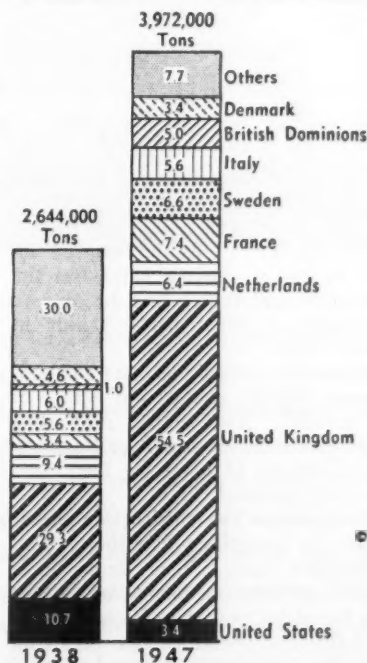 3,972,000
Tons
7.7 Others
3.4 Denmark
5.0 British Dominions
5.6 Italy
6.6 Sweden
7.4 France
6.4 Netherlands
54.5 United Kingdom
3.4 United States
1947
2,644,000
Tons
30.0
4.6
1.0
6.0
5.6
3.4
9.4
29.3
10.7
1938